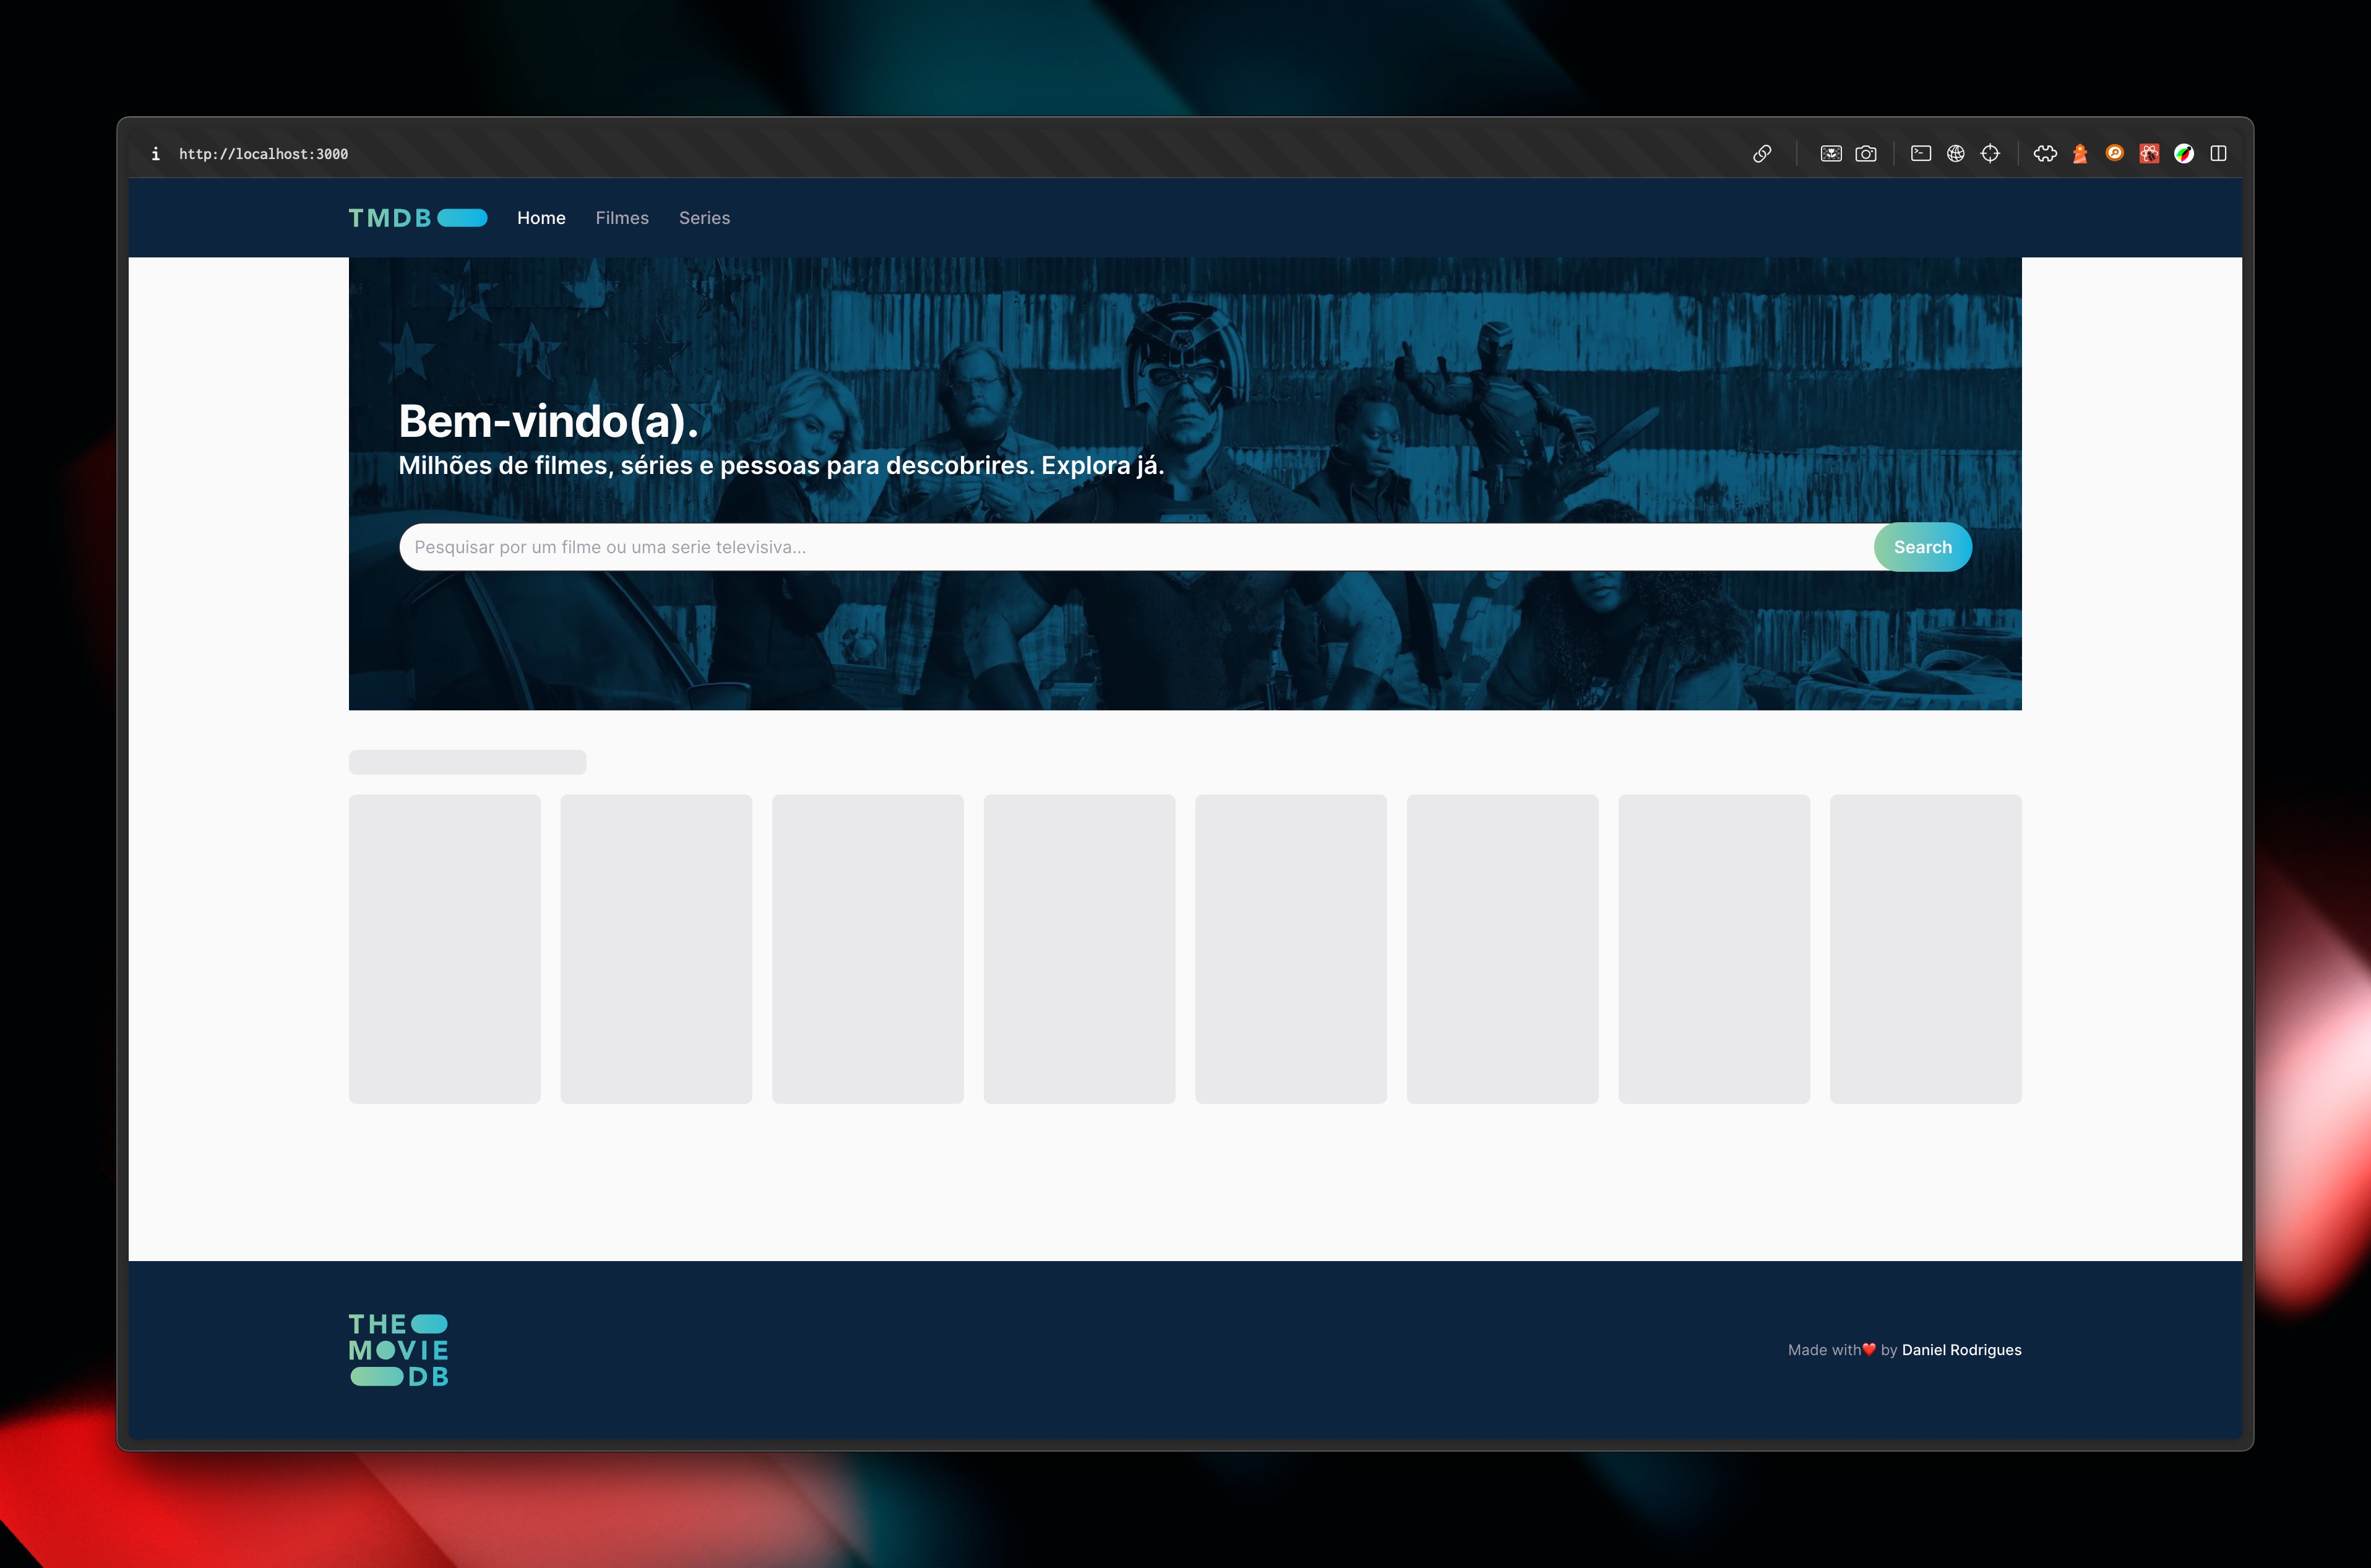 http://localhost:3000
TMDB Home Filmes Series
Bem-vindo(a).
Milhões de filmes, séries e pessoas para descobrires. Explora já.
Pesquisar por um filme ou uma serie televisiva... Search
THE
MOVIE
DB
Made with❤️ by Daniel Rodrigues